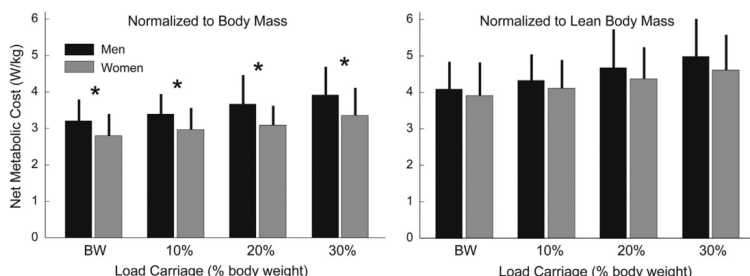 Normalized to Body Mass
Net Metabolic Cost (W/kg)
6
5
4
3
2
1
0
Men
Women
*
*
*
*
BW
10%
20%
30%
Load Carriage (% body weight)
Normalized to Lean Body Mass
6
5
4
3
2
1
0
BW
10%
20%
30%
Load Carriage (% body weight)